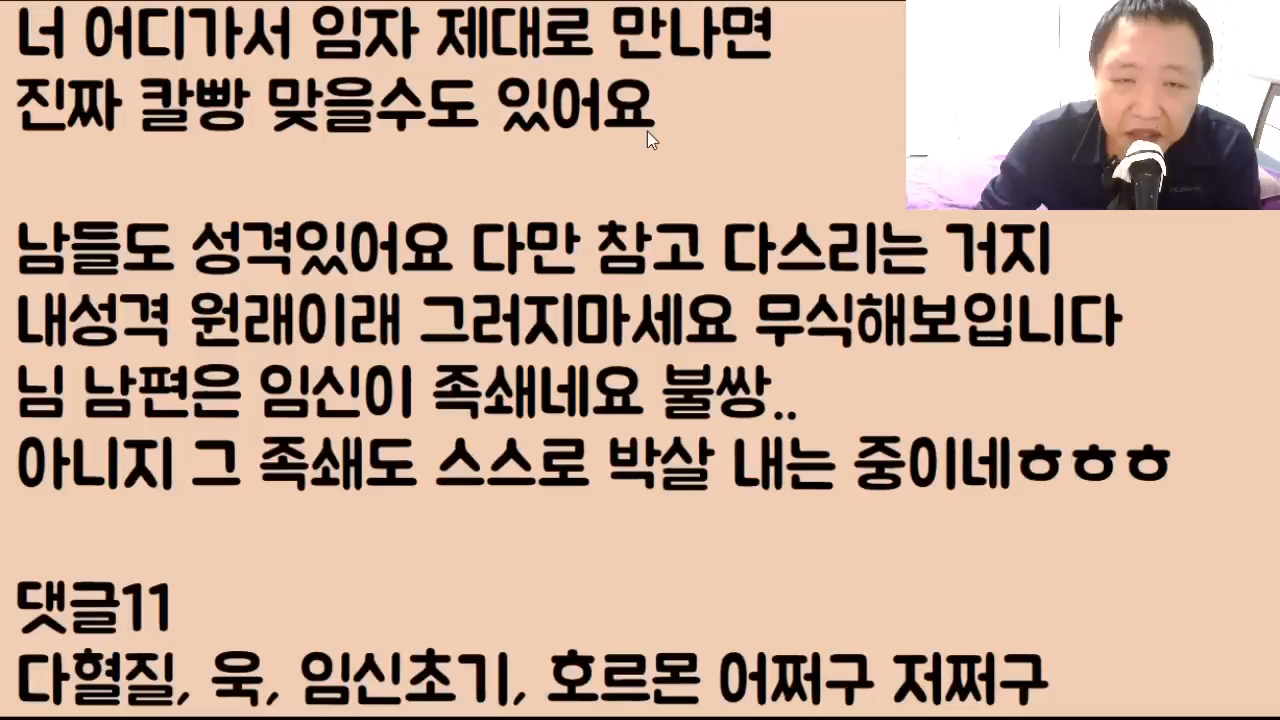 너 어디가서 임자 제대로 만나면
진짜 칼빵 맞을수도 있어요
남들도 성격있어요 다만 참고 다스리는 거지
내성격 원래이래 그러지마세요 무식해보입니다
님 남편은 임신이 족쇄네요 불쌍..
아니지 그 족쇄도 스스로 박살 내는 중이네ㅎㅎㅎ
댓글11
다혈질, 욱, 임신초기, 호르몬 어쩌구 저쩌구